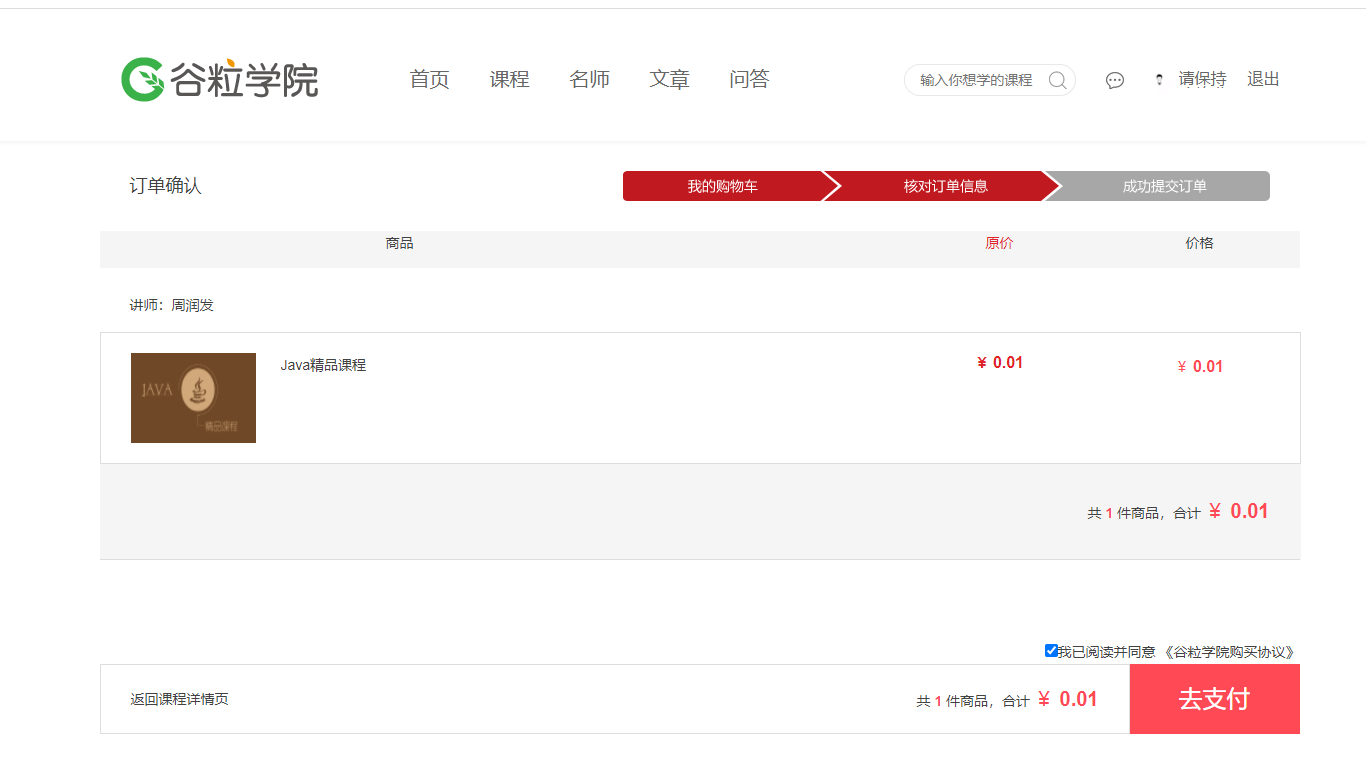 谷粒学院
首页 课程 名师 文章 问答
输入你想学的课程
请保持 退出
订单确认
我的购物车 核对订单信息 成功提交订单
商品 原价 价格
讲师：周润发
JAVA
精品课程
Java精品课程
¥ 0.01
¥ 0.01
共 1 件商品，合计 ¥ 0.01
我已阅读并同意 《谷粒学院购买协议》
返回课程详情页
共 1 件商品，合计 ¥ 0.01
去支付